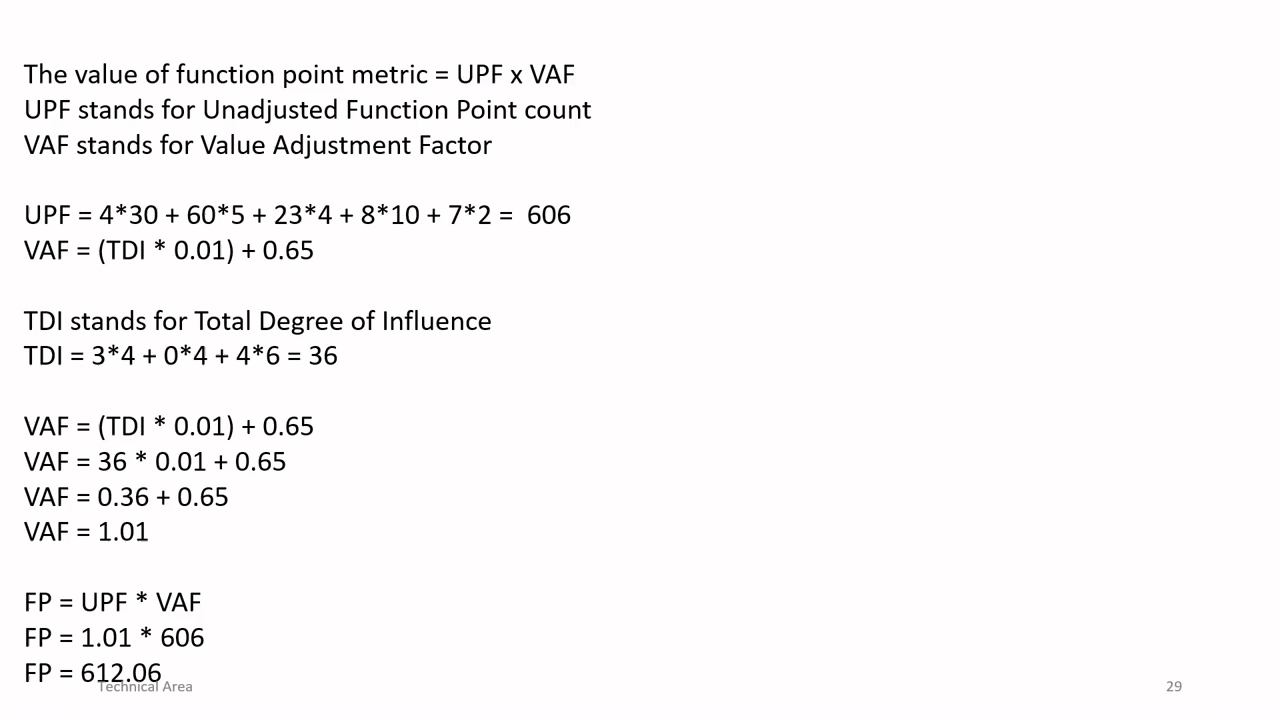 The value of function point metric = UPF x VAF
UPF stands for Unadjusted Function Point count
VAF stands for Value Adjustment Factor
UPF = 4*30 + 60*5 + 23*4 + 8*10 + 7*2 =  606
VAF = (TDI * 0.01) + 0.65
TDI stands for Total Degree of Influence
TDI = 3*4 + 0*4 + 4*6 = 36
VAF = (TDI * 0.01) + 0.65
VAF = 36 * 0.01 + 0.65
VAF = 0.36 + 0.65
VAF = 1.01
FP = UPF * VAF
FP = 1.01 * 606
FP = 612.06
Technical Area
29